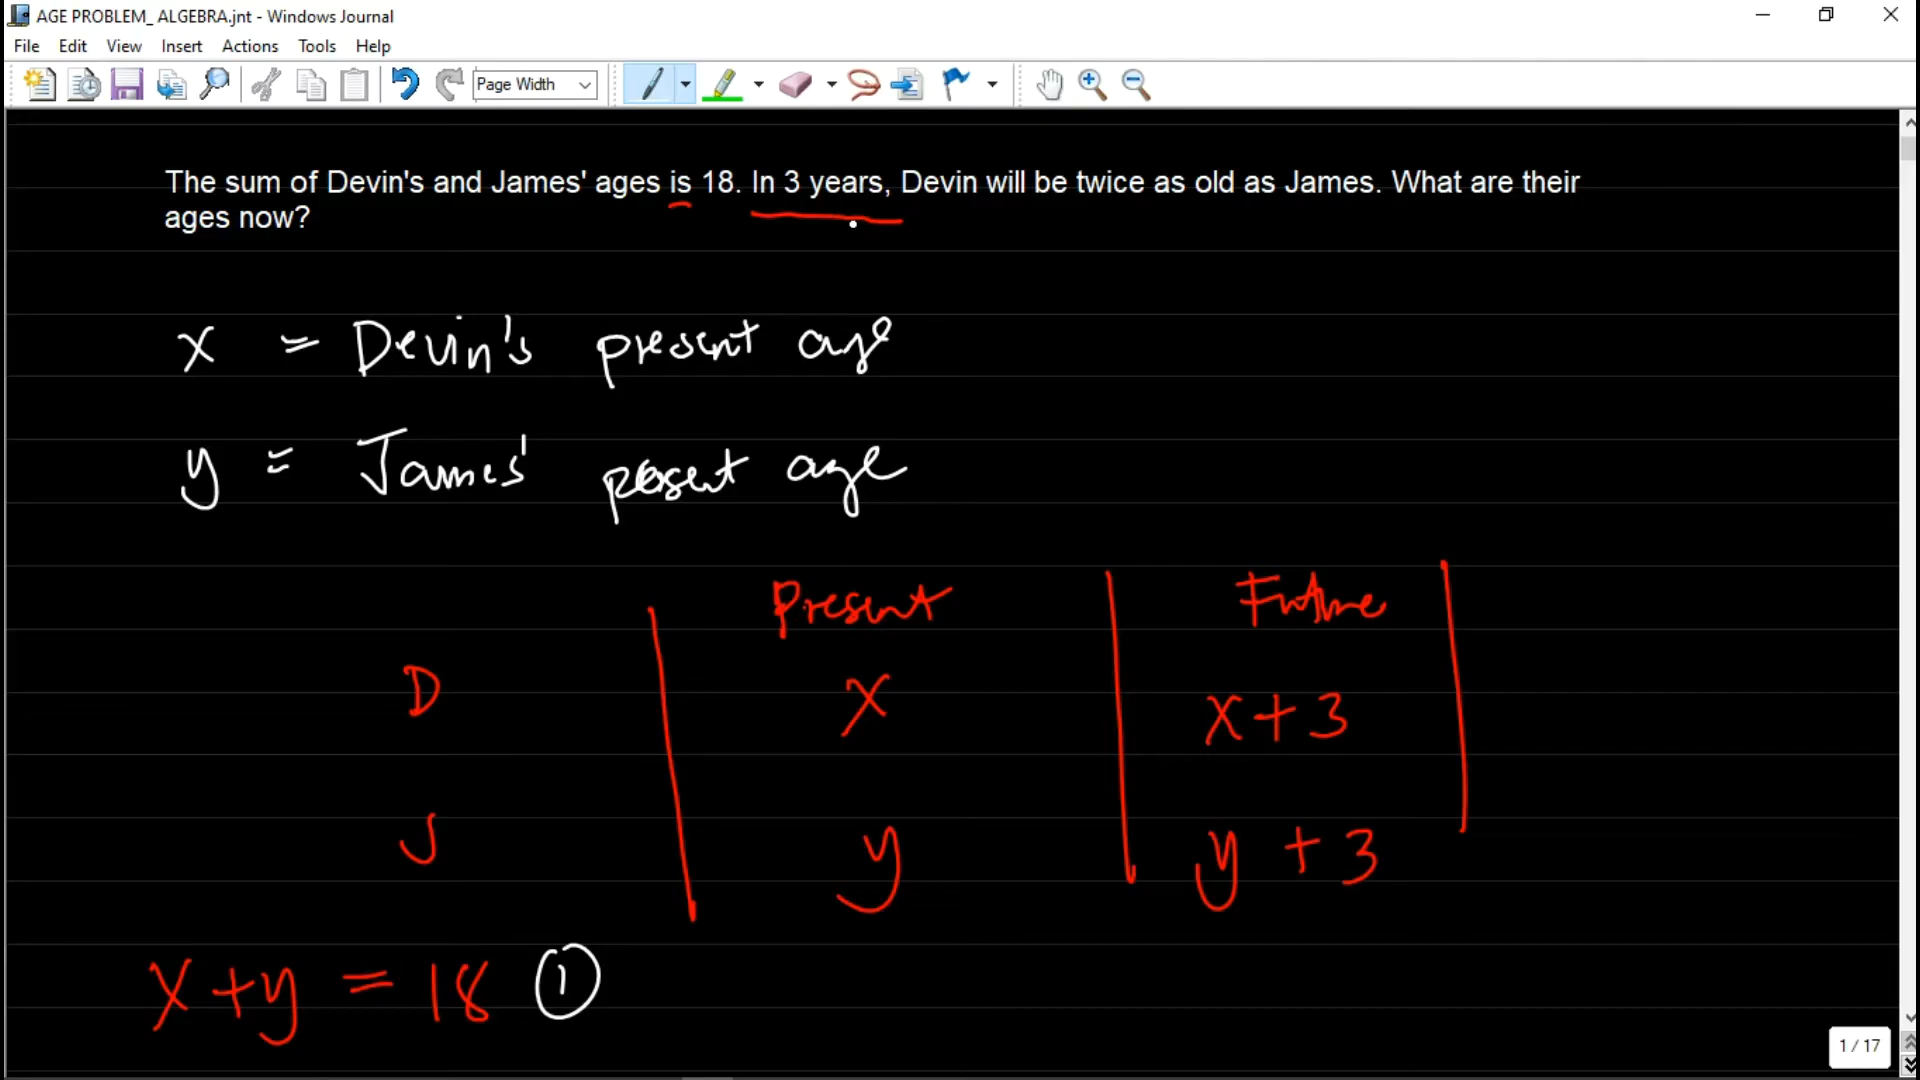 AGE PROBLEM_ ALGEBRA.jnt - Windows Journal
File Edit View Insert Actions Tools Help
Page Width
The sum of Devin's and James' ages is 18. In 3 years, Devin will be twice as old as James. What are their
ages now?
x = Devin's present age
y = James' present age
Present Future
D x x+3
J y y+3
x+y = 18 ①
1 / 17